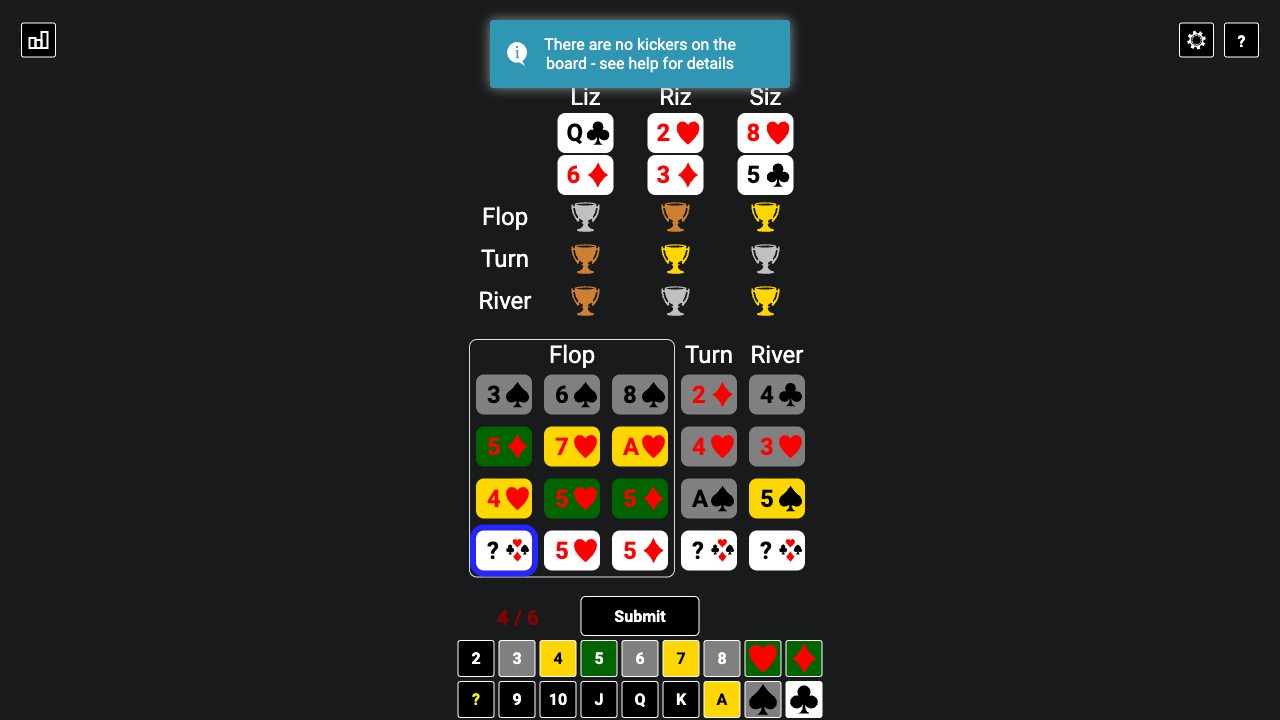 There are no kickers on the
board - see help for details
?
Liz Riz Siz
Q 2 8
6 3 5
Flop
Turn
River
Flop Turn River
3 6 8 2 4
5 7 A 4 3
4 5 5 A 5
? 5 5 ? ?
4 / 6 Submit
2 3 4 5 6 7 8
? 9 10 J Q K A